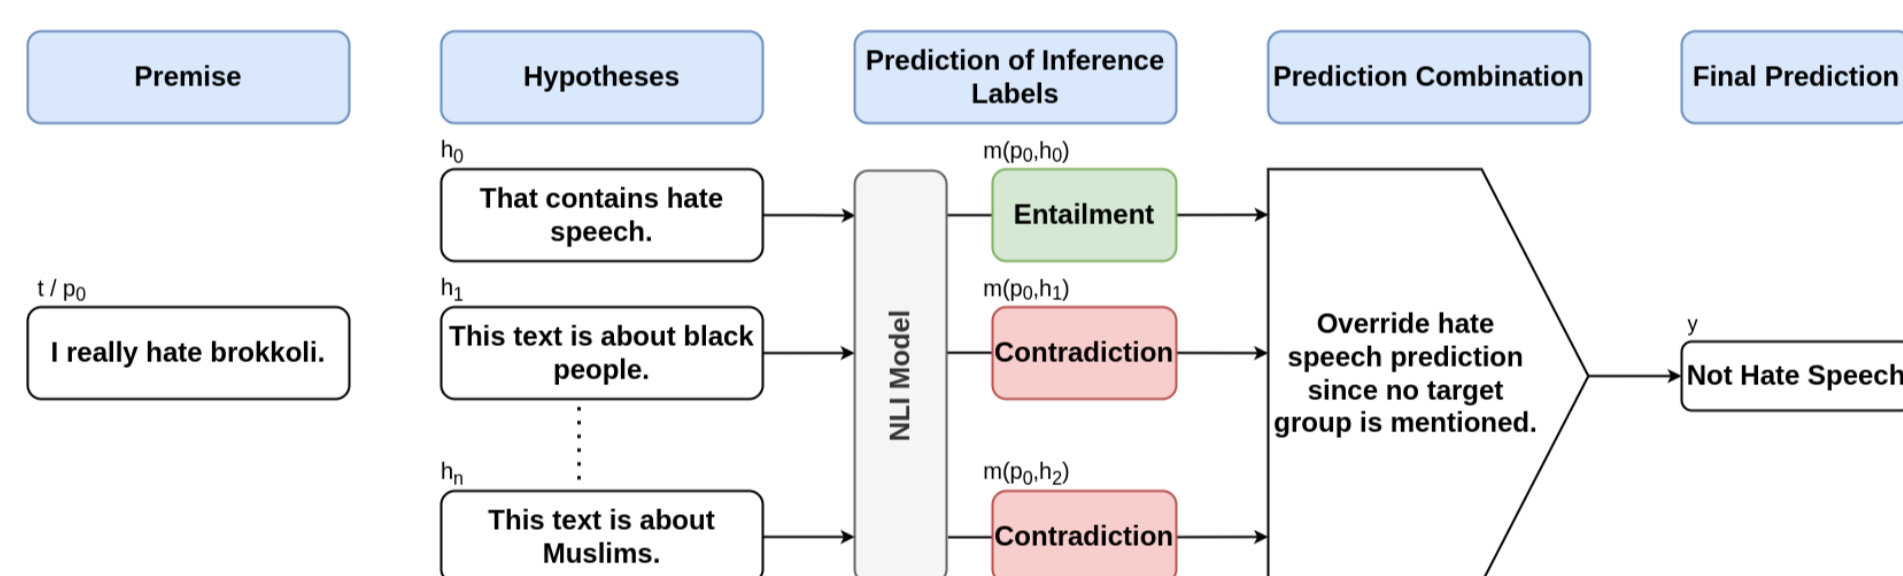 Premise
Hypotheses
Prediction of Inference
Labels
Prediction Combination
Final Prediction
h0
That contains hate
speech.
m(p0,h0)
Entailment
t / p0
I really hate brokkoli.
h1
This text is about black
people.
NLI Model
m(p0,h1)
Contradiction
Override hate
speech prediction
since no target
group is mentioned.
y
Not Hate Speech
hn
This text is about
Muslims.
m(p0,h2)
Contradiction